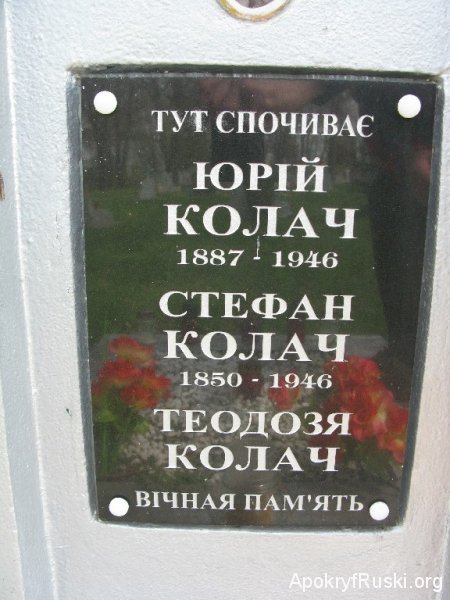 ТУТ СПОЧИВАЄ
ЮРІЙ
КОЛАЧ
1887 - 1946
СТЕФАН
КОЛАЧ
1850 - 1946
ТЕОДОЗЯ
КОЛАЧ
ВІЧНАЯ ПАМ'ЯТЬ
ApokryfRuski.org